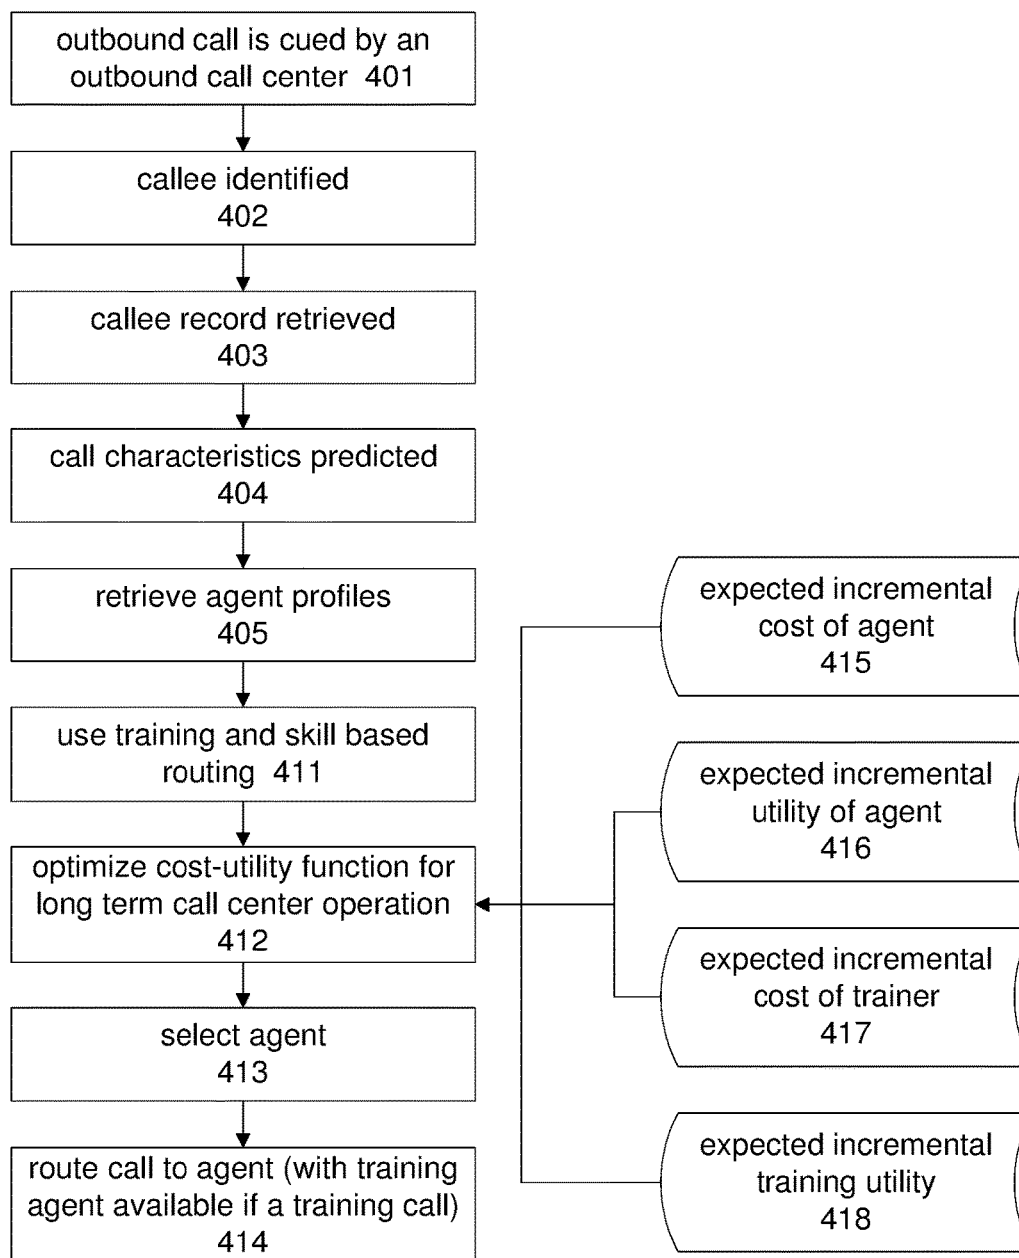 outbound call is cued by an
outbound call center 401
callee identified
402
callee record retrieved
403
call characteristics predicted
404
retrieve agent profiles
405
use training and skill based
routing 411
optimize cost-utility function for
long term call center operation
412
select agent
413
route call to agent (with training
agent available if a training call)
414
expected incremental
cost of agent
415
expected incremental
utility of agent
416
expected incremental
cost of trainer
417
expected incremental
training utility
418